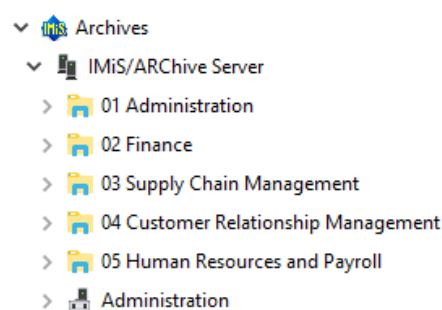 IMiS Archives
IMiS/ARChive Server
01 Administration
02 Finance
03 Supply Chain Management
04 Customer Relationship Management
05 Human Resources and Payroll
Administration